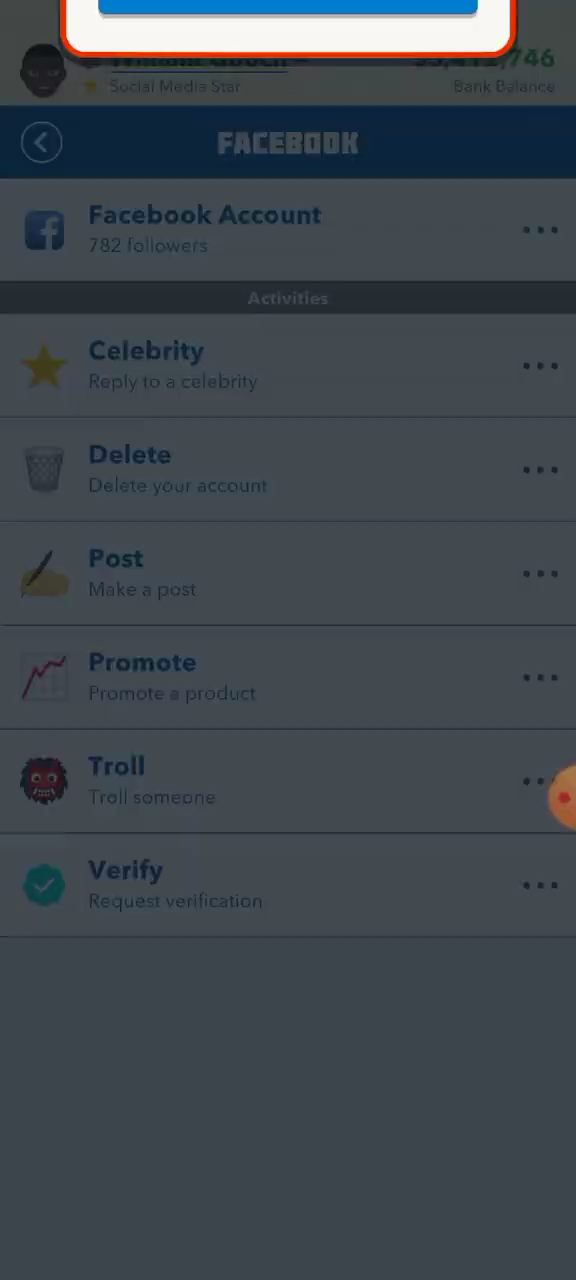 Social Media Star
Bank Balance
FACEBOOK
Facebook Account
782 followers
Activities
Celebrity
Reply to a celebrity
Delete
Delete your account
Post
Make a post
Promote
Promote a product
Troll
Troll someone
Verify
Request verification